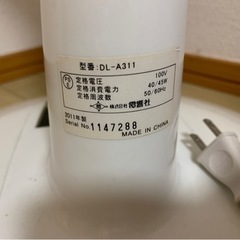 型番:DL-A311
定格電圧 100V
定格消費電力 40/45W
定格周波数 50/60Hz
株式会社
2011年製
Serial No. 1147288
MADE IN CHINA